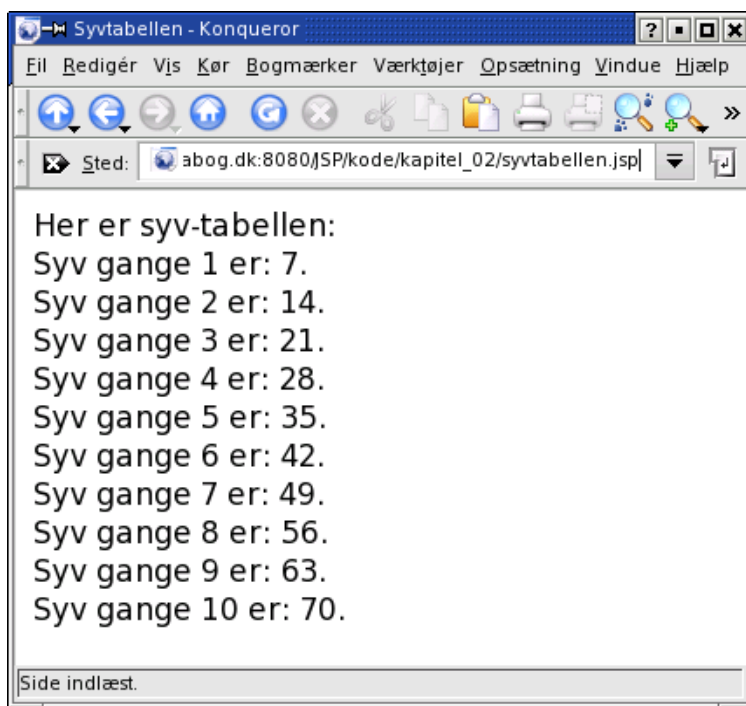 Syvtabellen - Konqueror
Fil Redigér Vis Kør Bogmærker Værktøjer Opsætning Vindue Hjælp
Sted: abog.dk:8080/JSP/kode/kapitel_02/syvtabellen.jsp
Her er syv-tabellen:
Syv gange 1 er: 7.
Syv gange 2 er: 14.
Syv gange 3 er: 21.
Syv gange 4 er: 28.
Syv gange 5 er: 35.
Syv gange 6 er: 42.
Syv gange 7 er: 49.
Syv gange 8 er: 56.
Syv gange 9 er: 63.
Syv gange 10 er: 70.
Side indlæst.